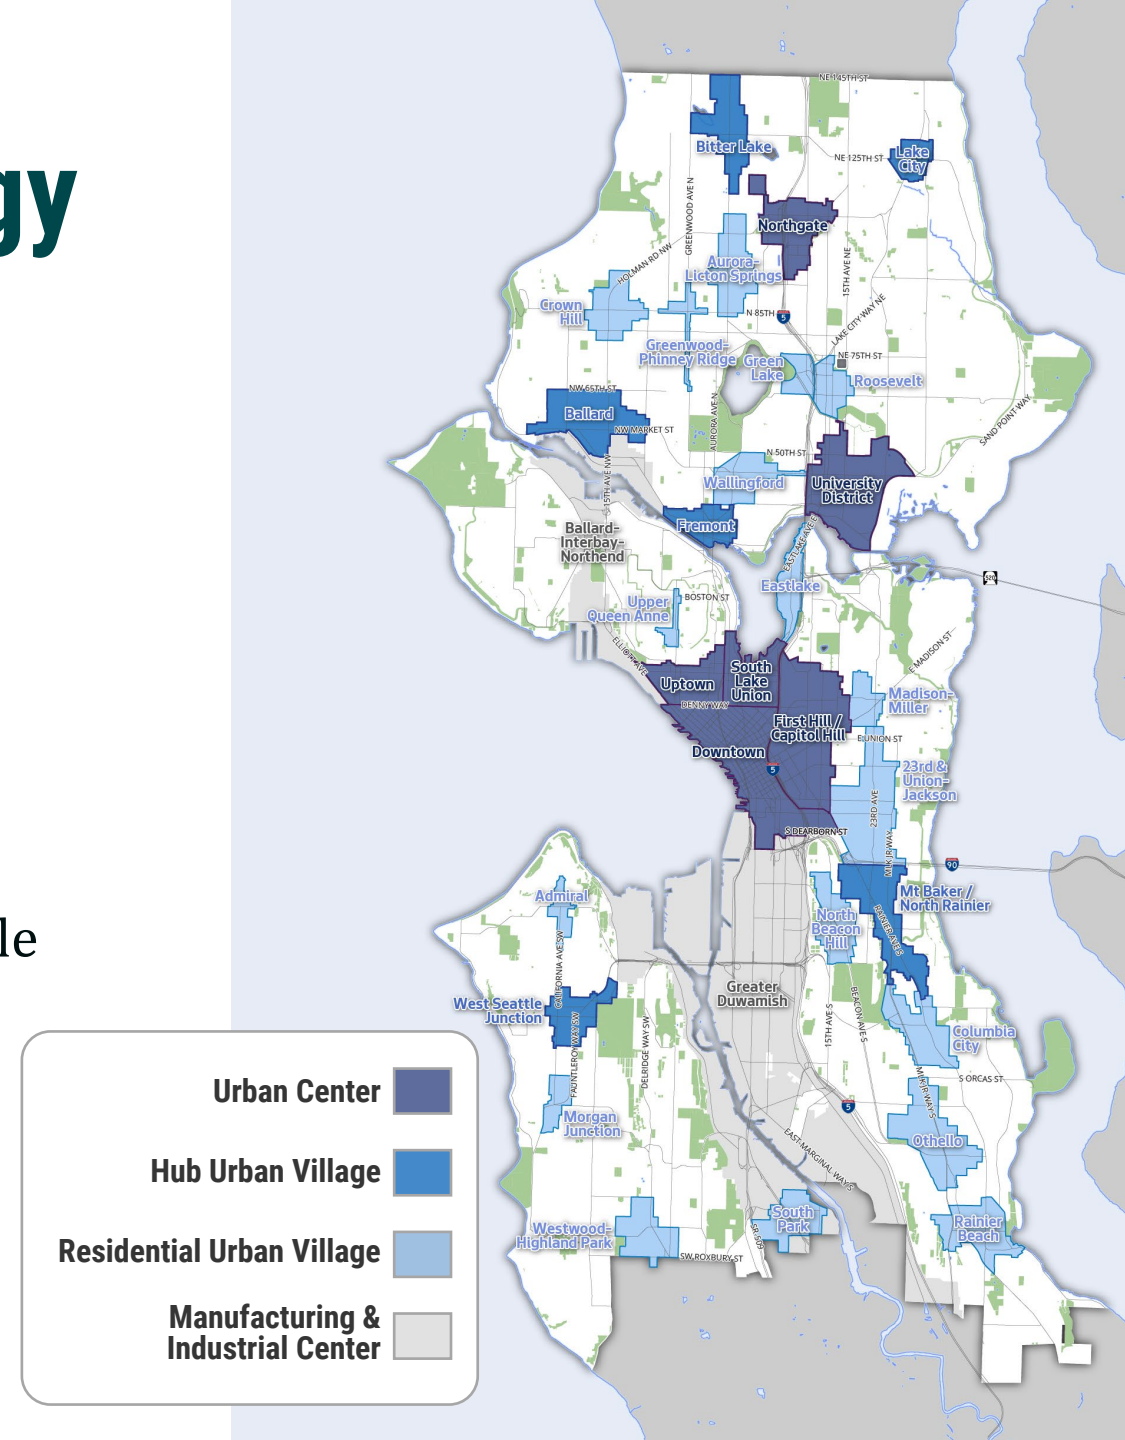 gy
le
NE 145TH ST
Bitter Lake
NE 125TH ST
Lake
City
GREENWOOD AVE N
Northgate
HOLMAN RD NW
Aurora-
Licton Springs
15TH AVE NE
Crown
Hill
N 85TH
5
LAKE CITY WAY NE
Greenwood-
Phinney Ridge
Green
Lake
NE 75TH ST
Roosevelt
NW 65TH ST
Ballard
NW MARKET ST
AURORA AVE N
SAND POINT WAY
N 50TH ST
15TH AVE NW
Wallingford
University
District
Fremont
Ballard-
Interbay-
Northend
EASTLAKE AVE E
520
Eastlake
Upper
Queen Anne
BOSTON ST
ELLIOTT AVE
E MADISON ST
Uptown
South
Lake
Union
DENNY WAY
Madison-
Miller
First Hill /
Capitol Hill
E UNION ST
Downtown
5
23rd &
Union-
Jackson
23RD AVE
S DEARBORN ST
MLK JR WAY
90
Admiral
Mt Baker /
North Rainier
North
Beacon
Hill
RAINIER AVE S
CALIFORNIA AVE SW
Greater
Duwamish
West Seattle
Junction
BEACON AVE S
15TH AVE S
FAUNTLEROY WAY SW
DELRIDGE WAY SW
Columbia
City
MLK JR WAY S
S ORCAS ST
5
Morgan
Junction
EAST MARGINAL WAY S
Othello
South
Park
Westwood-
Highland Park
SR-509
SW ROXBURY ST
Rainier
Beach
Urban Center
Hub Urban Village
Residential Urban Village
Manufacturing &
Industrial Center